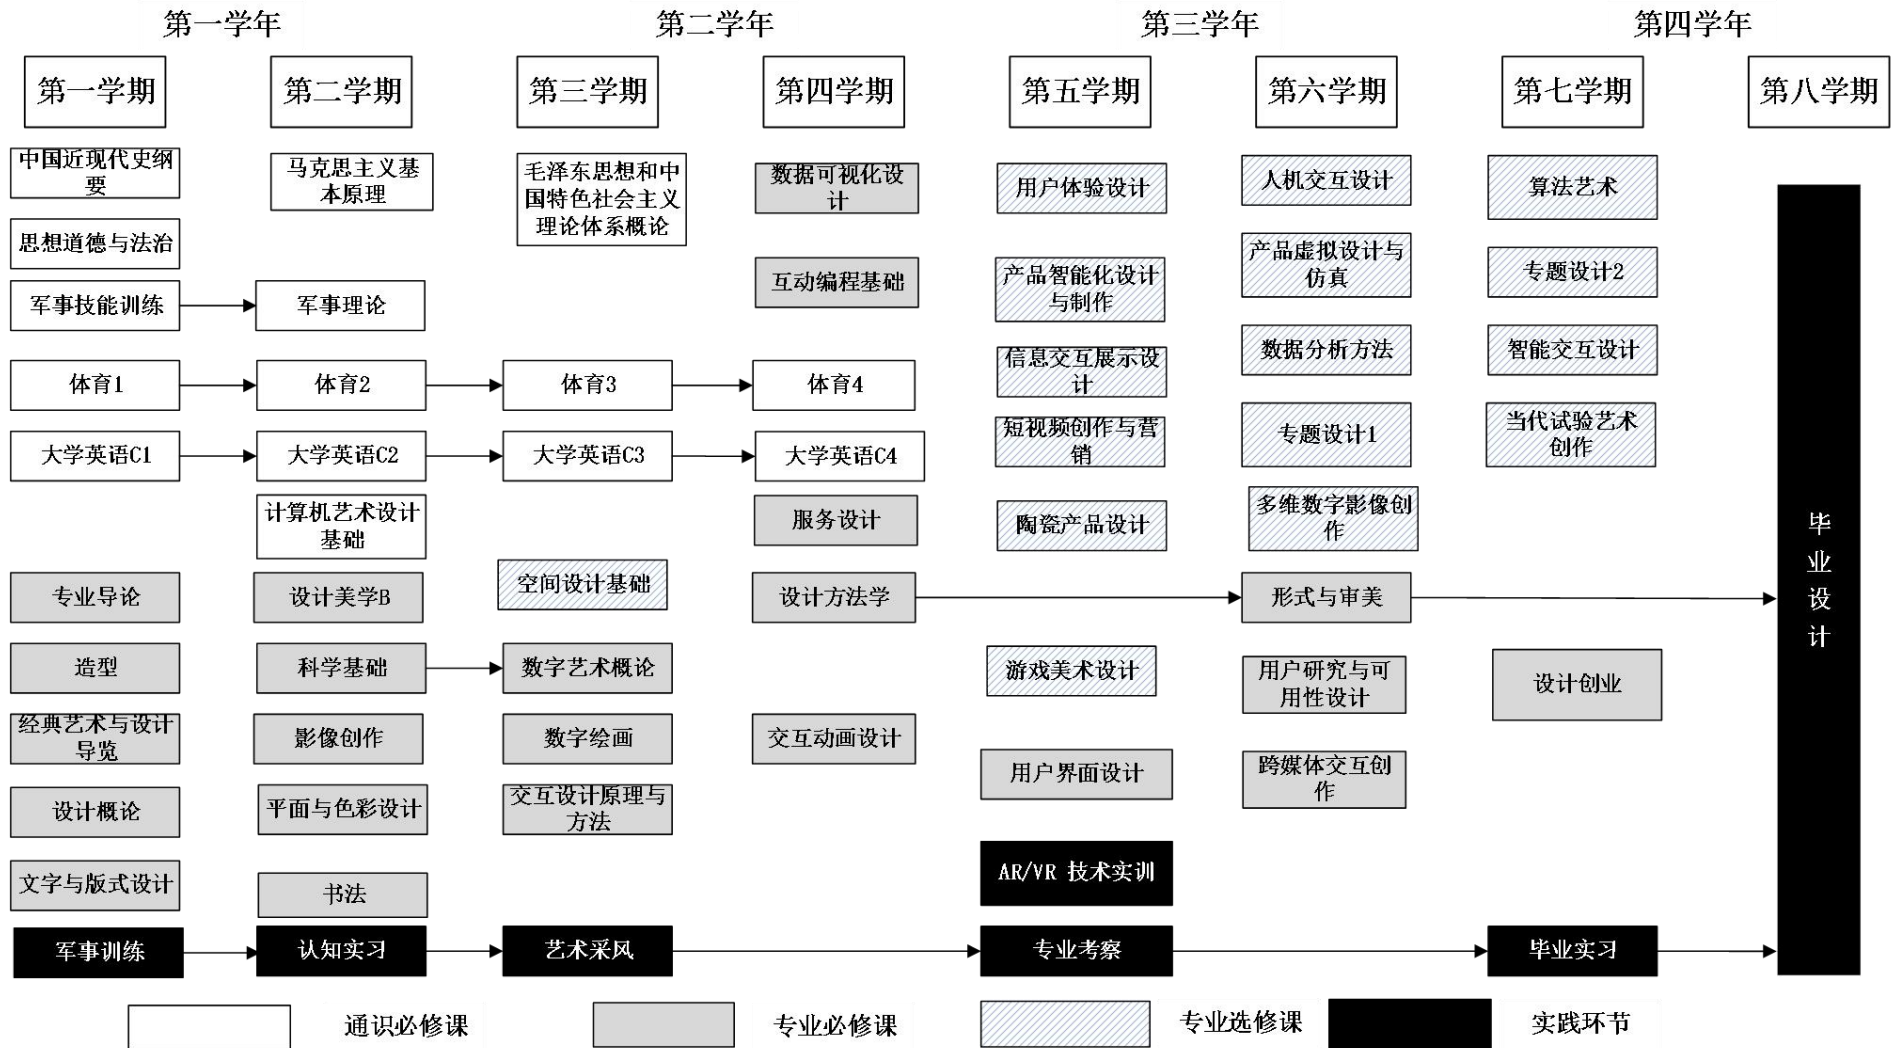 第一学年
第二学年
第三学年
第四学年
第一学期
第二学期
第三学期
第四学期
第五学期
第六学期
第七学期
第八学期
中国近现代史纲
要
马克思主义基
本原理
毛泽东思想和中
国特色社会主义
理论体系概论
数据可视化设
计
用户体验设计
人机交互设计
算法艺术
思想道德与法治
互动编程基础
产品智能化设计
与制作
产品虚拟设计与
仿真
专题设计2
军事技能训练
军事理论
信息交互展示设
计
数据分析方法
智能交互设计
体育1
体育2
体育3
体育4
短视频创作与营
销
专题设计1
当代试验艺术
创作
大学英语C1
大学英语C2
大学英语C3
大学英语C4
计算机艺术设计
基础
服务设计
陶瓷产品设计
多维数字影像创
作
毕
业
设
计
专业导论
设计美学B
空间设计基础
设计方法学
形式与审美
造型
科学基础
数字艺术概论
游戏美术设计
用户研究与可
用性设计
设计创业
经典艺术与设计
导览
影像创作
数字绘画
交互动画设计
用户界面设计
跨媒体交互创
作
设计概论
平面与色彩设计
交互设计原理与
方法
文字与版式设计
书法
AR/VR 技术实训
军事训练
认知实习
艺术采风
专业考察
毕业实习
通识必修课
专业必修课
专业选修课
实践环节